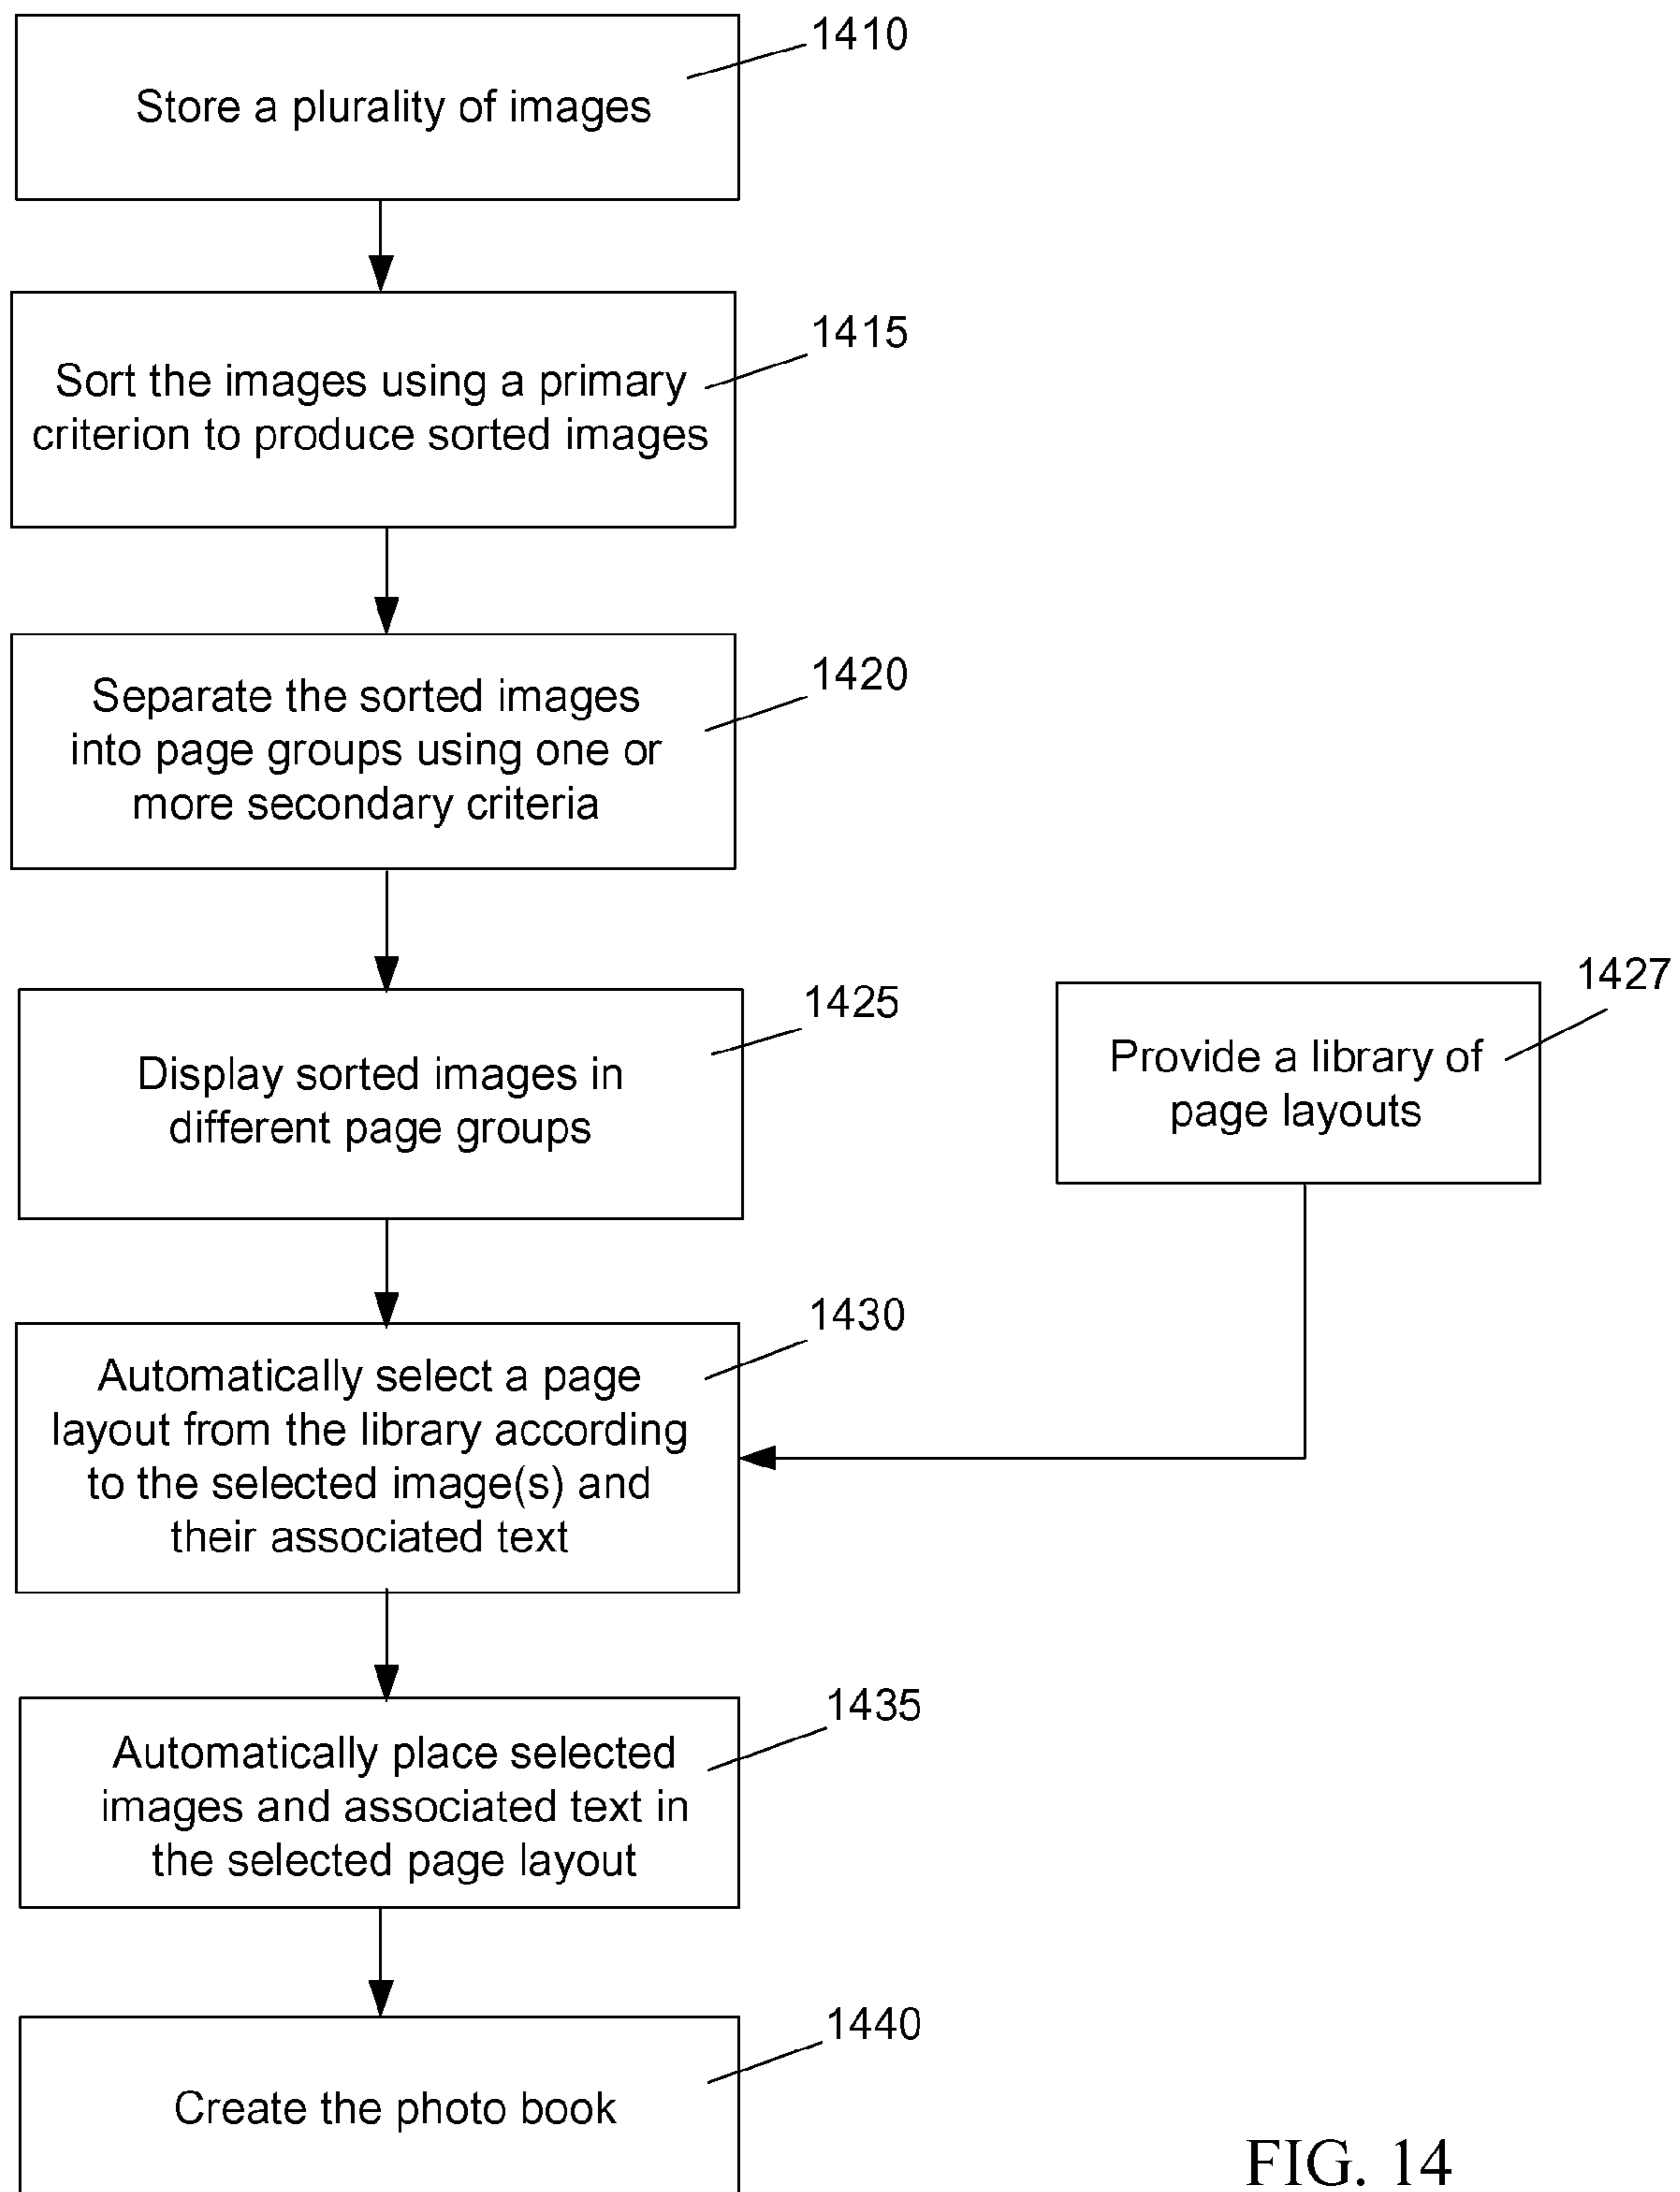 1410
Store a plurality of images
1415
Sort the images using a primary
criterion to produce sorted images
1420
Separate the sorted images
into page groups using one or
more secondary criteria
1425
Display sorted images in
different page groups
1427
Provide a library of
page layouts
1430
Automatically select a page
layout from the library according
to the selected image(s) and
their associated text
1435
Automatically place selected
images and associated text in
the selected page layout
1440
Create the photo book
FIG. 14